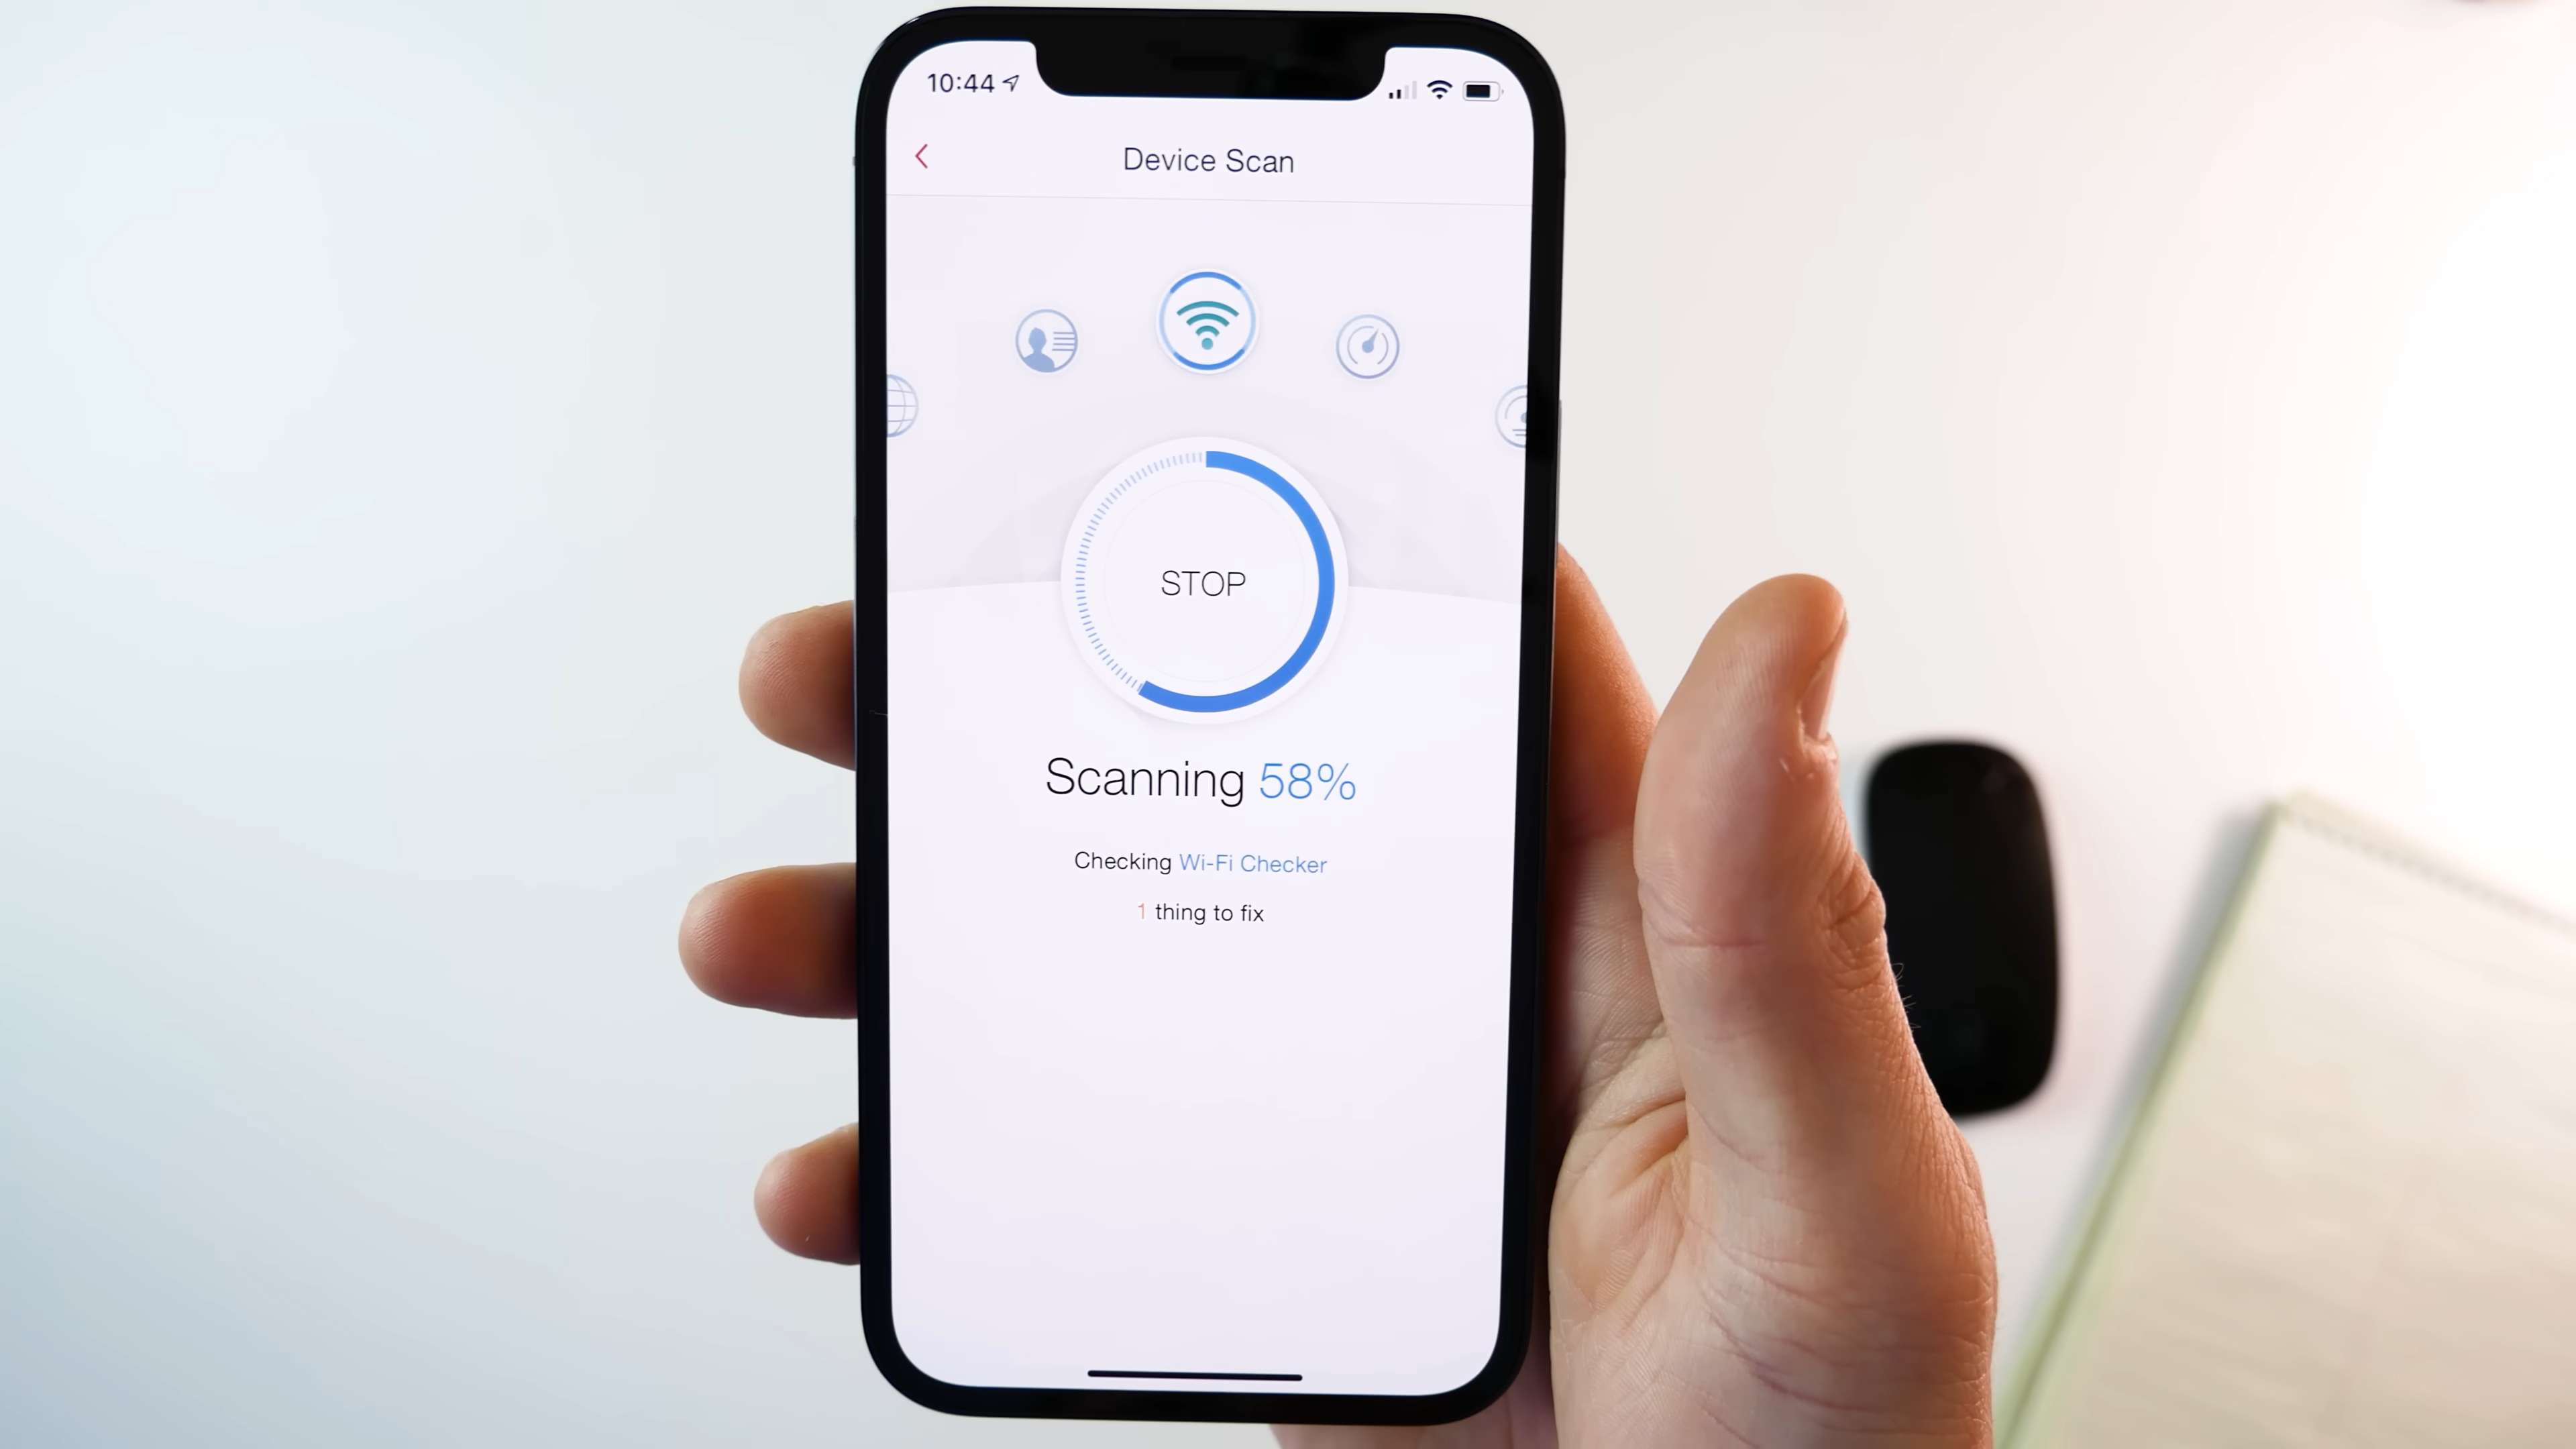 10:44
Device Scan
STOP
Scanning 58%
Checking Wi-Fi Checker
1 thing to fix